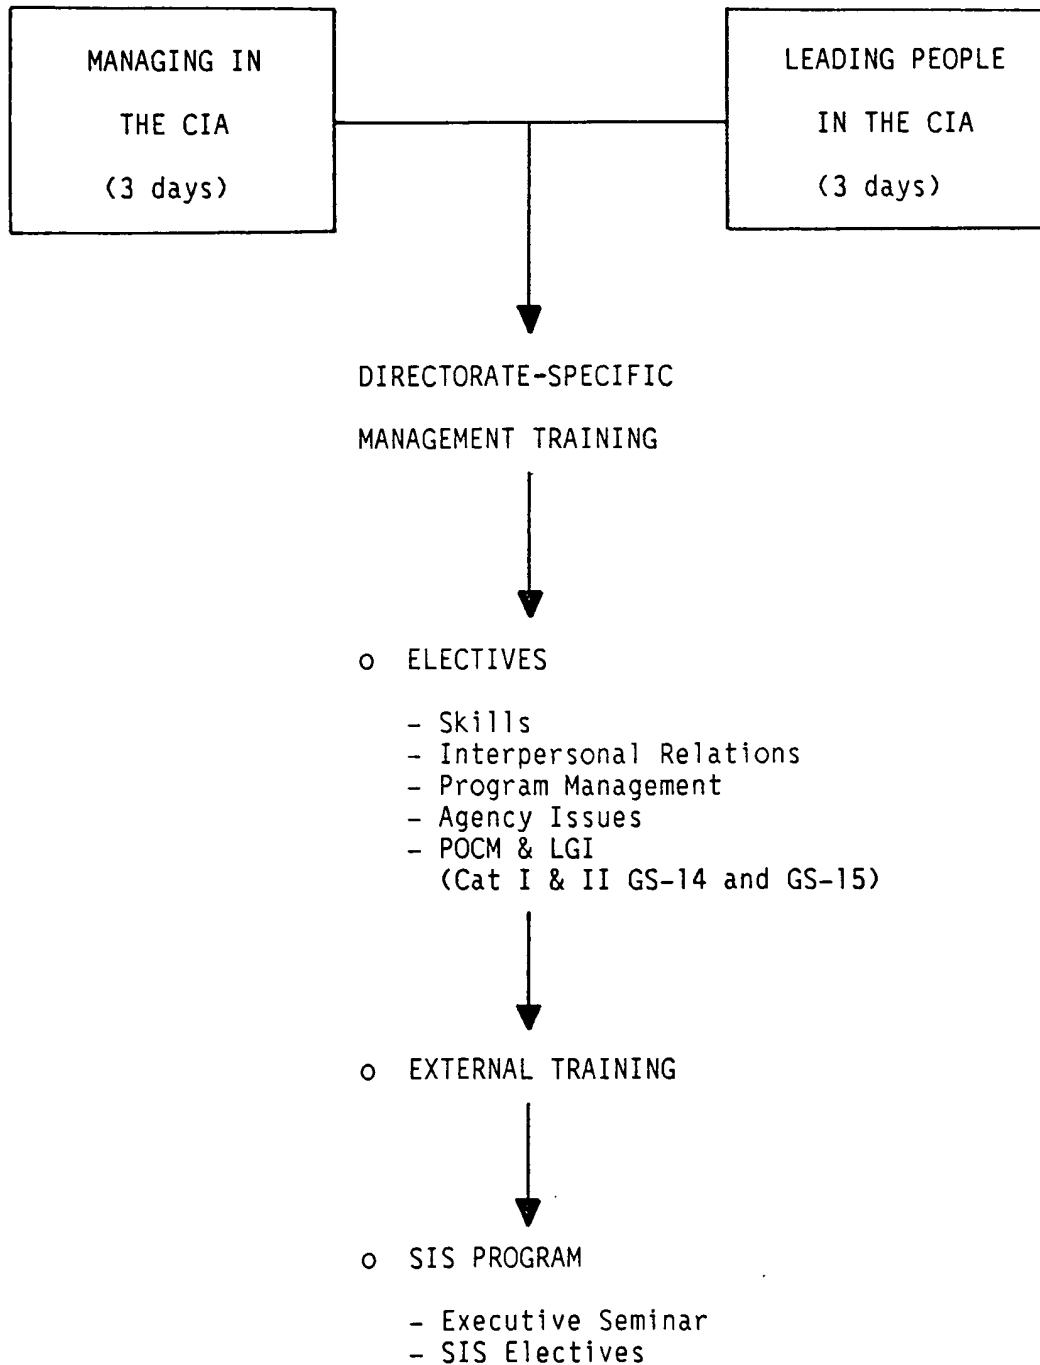 MANAGING IN
THE CIA
(3 days)
LEADING PEOPLE
IN THE CIA
(3 days)
DIRECTORATE-SPECIFIC
MANAGEMENT TRAINING
o ELECTIVES
- Skills
- Interpersonal Relations
- Program Management
- Agency Issues
- POCM & LGI
(Cat I & II GS-14 and GS-15)
o EXTERNAL TRAINING
o SIS PROGRAM
- Executive Seminar
- SIS Electives